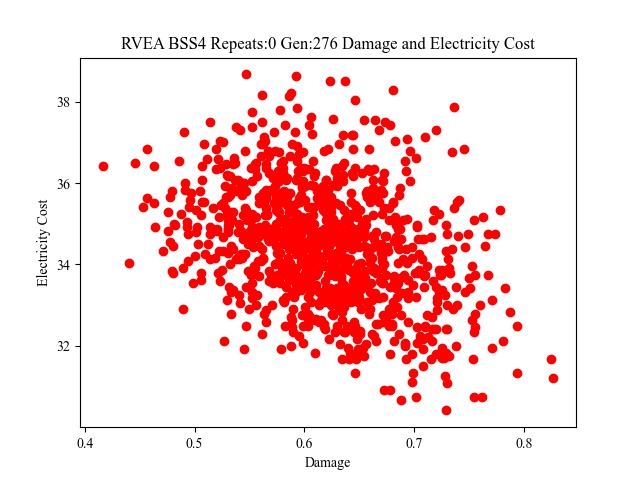 RVEA BSS4 Repeats:0 Gen:276 Damage and Electricity Cost
38
36
34
32
Electricity Cost
0.4 0.5 0.6 0.7 0.8
Damage